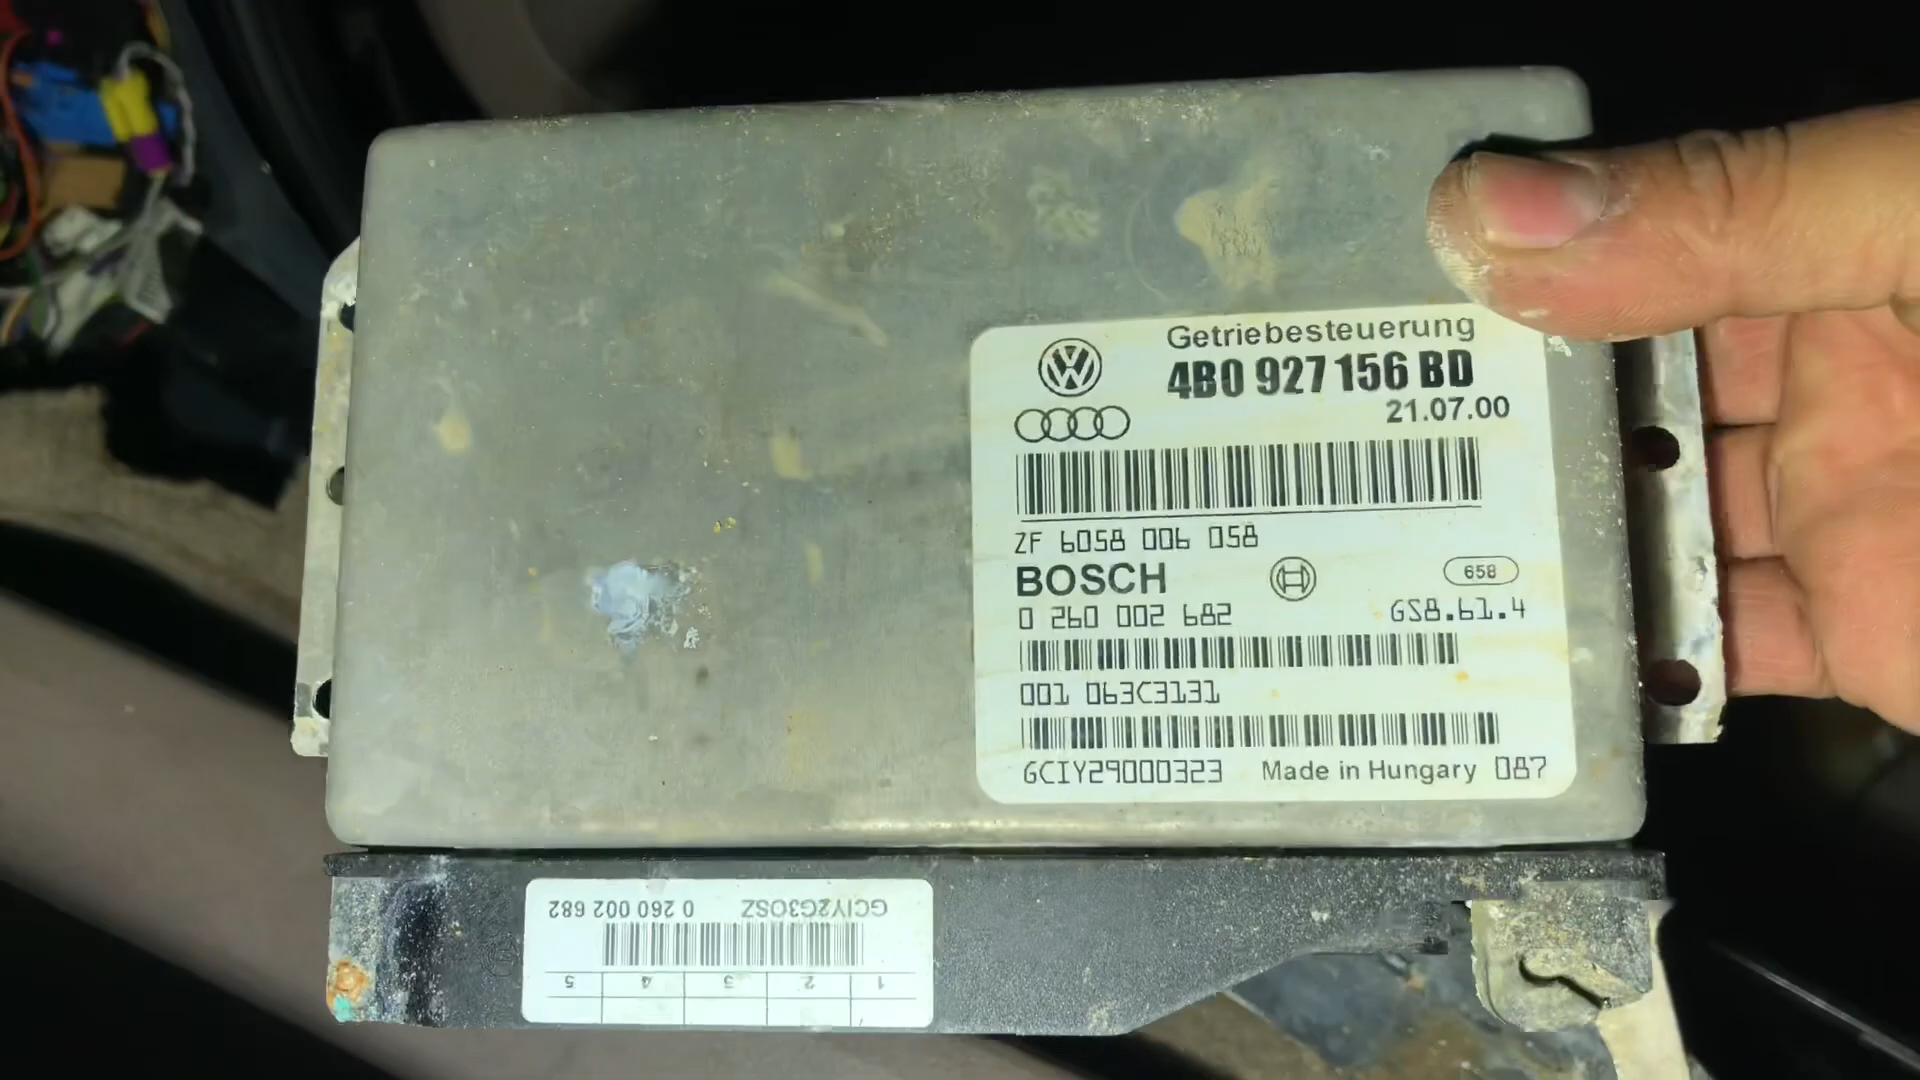 Getriebesteuerung
4B0 927 156 BD
21.07.00
ZF 6058 006 058
BOSCH
658
0 260 002 682 GS8.61.4
001 063C3131
GCIY29000323 Made in Hungary 087
GCIY2G3OSZ 0 260 002 682
1 2 3 4 5